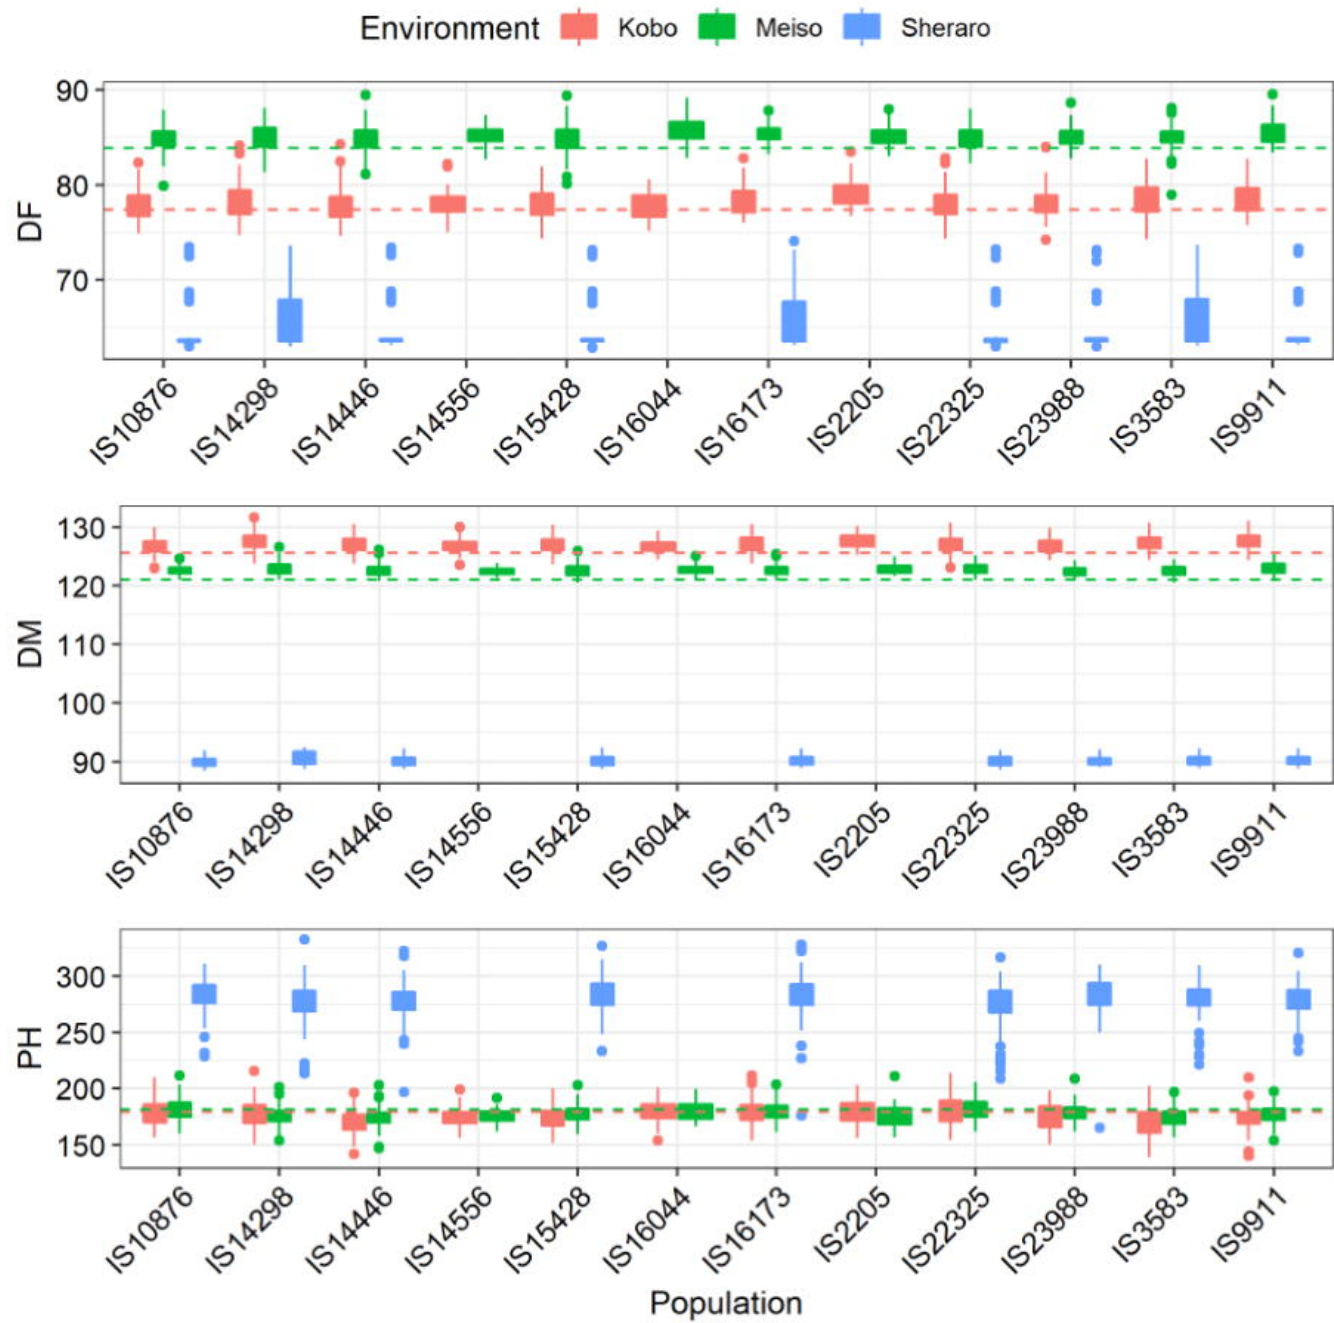 Environment Kobo Meiso Sheraro
DF
90
80
70
IS10876 IS14298 IS14446 IS14556 IS15428 IS16044 IS16173 IS2205 IS22325 IS23988 IS3583 IS9911
DM
130
120
110
100
90
IS10876 IS14298 IS14446 IS14556 IS15428 IS16044 IS16173 IS2205 IS22325 IS23988 IS3583 IS9911
PH
300
250
200
150
IS10876 IS14298 IS14446 IS14556 IS15428 IS16044 IS16173 IS2205 IS22325 IS23988 IS3583 IS9911
Population